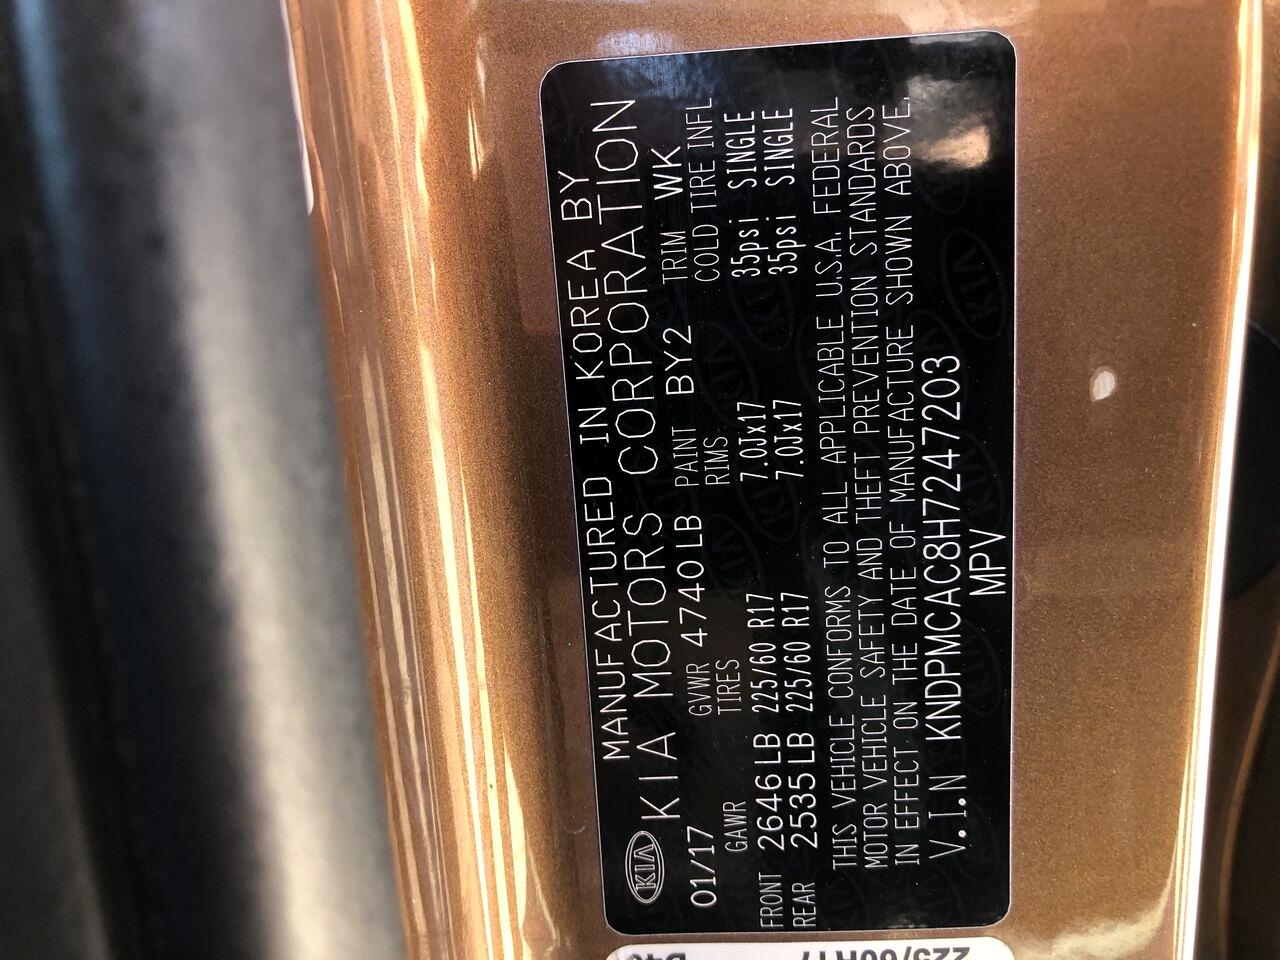 MANUFACTURED IN KOREA BY
KIA KIA MOTORS CORPORATION
01/17 GVWR 4740LB PAINT BY2 TRIM WK
GAWR TIRES RIMS COLD TIRE INFL
FRONT 2646LB 225/60 R17 7.0Jx17 35psi SINGLE
REAR 2535LB 225/60 R17 7.0Jx17 35psi SINGLE
THIS VEHICLE CONFORMS TO ALL APPLICABLE U.S.A. FEDERAL
MOTOR VEHICLE SAFETY AND THEFT PREVENTION STANDARDS
IN EFFECT ON THE DATE OF MANUFACTURE SHOWN ABOVE.
V.I.N KNDPMCAC8H7247203
MPV
225/60R17